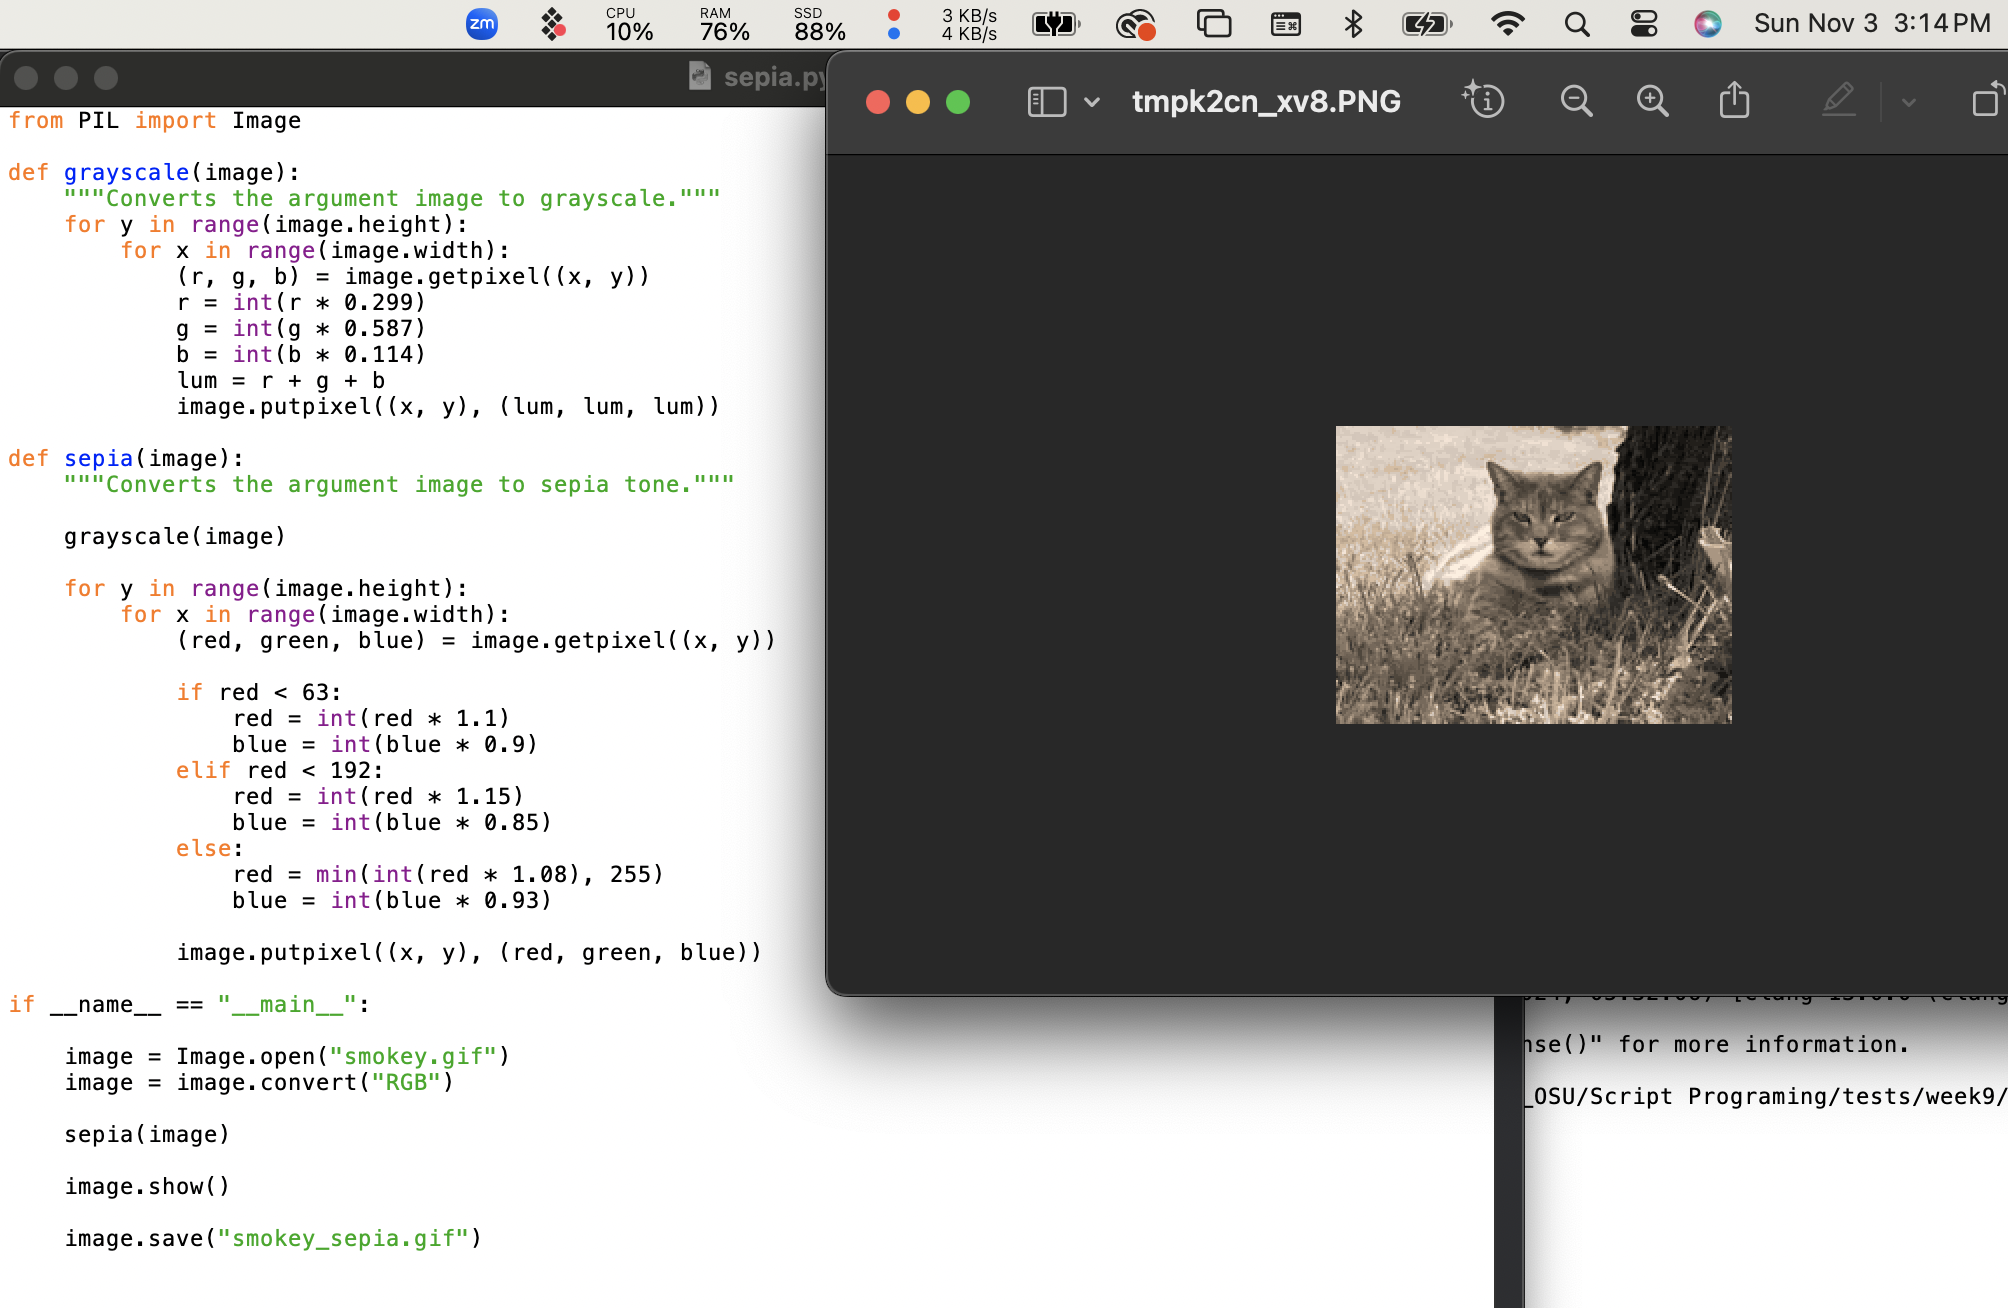 zm
CPU
10%
RAM
76%
SSD
88%
3 KB/s
4 KB/s
Sun Nov 3 3:14 PM
sepia.py
tmpk2cn_xv8.PNG
from PIL import Image
def grayscale(image):
    """Converts the argument image to grayscale."""
    for y in range(image.height):
        for x in range(image.width):
            (r, g, b) = image.getpixel((x, y))
            r = int(r * 0.299)
            g = int(g * 0.587)
            b = int(b * 0.114)
            lum = r + g + b
            image.putpixel((x, y), (lum, lum, lum))
def sepia(image):
    """Converts the argument image to sepia tone."""
    grayscale(image)
    for y in range(image.height):
        for x in range(image.width):
            (red, green, blue) = image.getpixel((x, y))
            if red < 63:
                red = int(red * 1.1)
                blue = int(blue * 0.9)
            elif red < 192:
                red = int(red * 1.15)
                blue = int(blue * 0.85)
            else:
                red = min(int(red * 1.08), 255)
                blue = int(blue * 0.93)
            image.putpixel((x, y), (red, green, blue))
if __name__ == "__main__":
    image = Image.open("smokey.gif")
    image = image.convert("RGB")
    sepia(image)
    image.show()
    image.save("smokey_sepia.gif")
nse()" for more information.
_OSU/Script Programing/tests/week9/